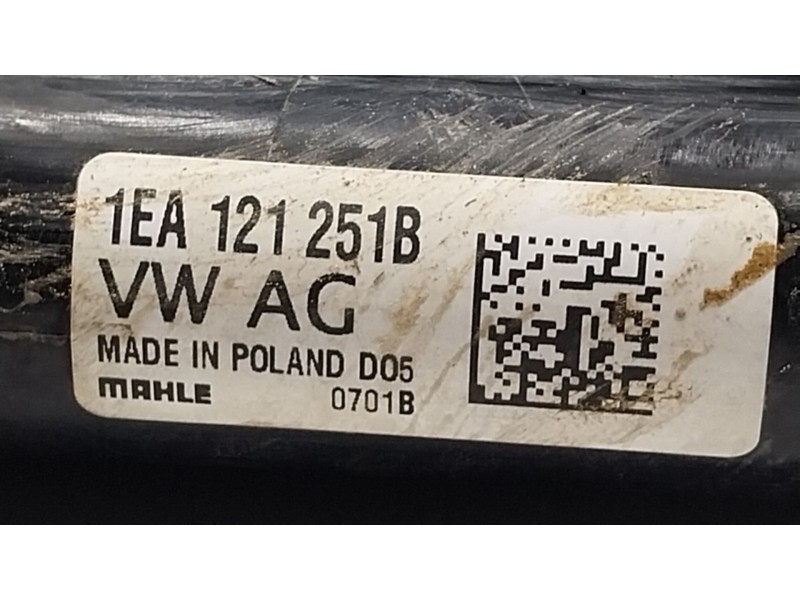 1EA 121 251B
VW AG
MADE IN POLAND D05
MAHLE 0701B